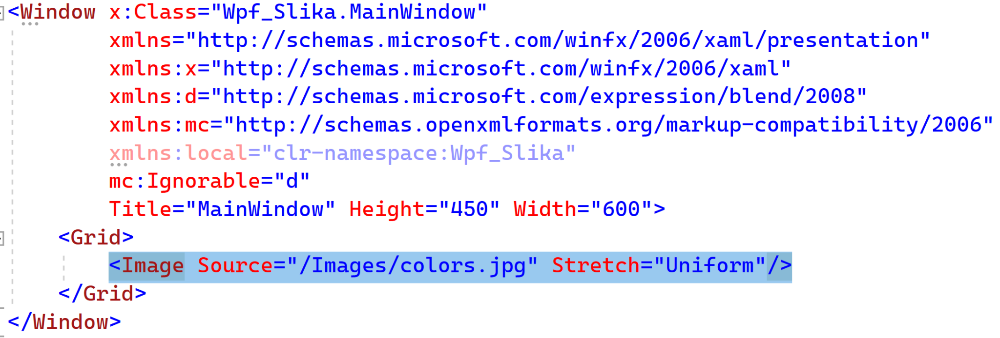 <Window x:Class="Wpf_Slika.MainWindow"
xmlns="http://schemas.microsoft.com/winfx/2006/xaml/presentation"
xmlns:x="http://schemas.microsoft.com/winfx/2006/xaml"
xmlns:d="http://schemas.microsoft.com/expression/blend/2008"
xmlns:mc="http://schemas.openxmlformats.org/markup-compatibility/2006"
xmlns:local="clr-namespace:Wpf_Slika"
mc:Ignorable="d"
Title="MainWindow" Height="450" Width="600">
<Grid>
<Image Source="/Images/colors.jpg" Stretch="Uniform"/>
</Grid>
</Window>